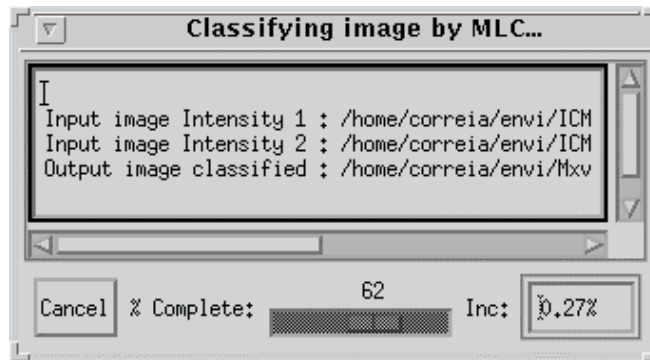 Classifying image by MLC...
Input image Intensity 1 : /home/correia/envi/ICM
Input image Intensity 2 : /home/correia/envi/ICM
Output image classified : /home/correia/envi/Mxv
62
Cancel % Complete: Inc: 0.27%